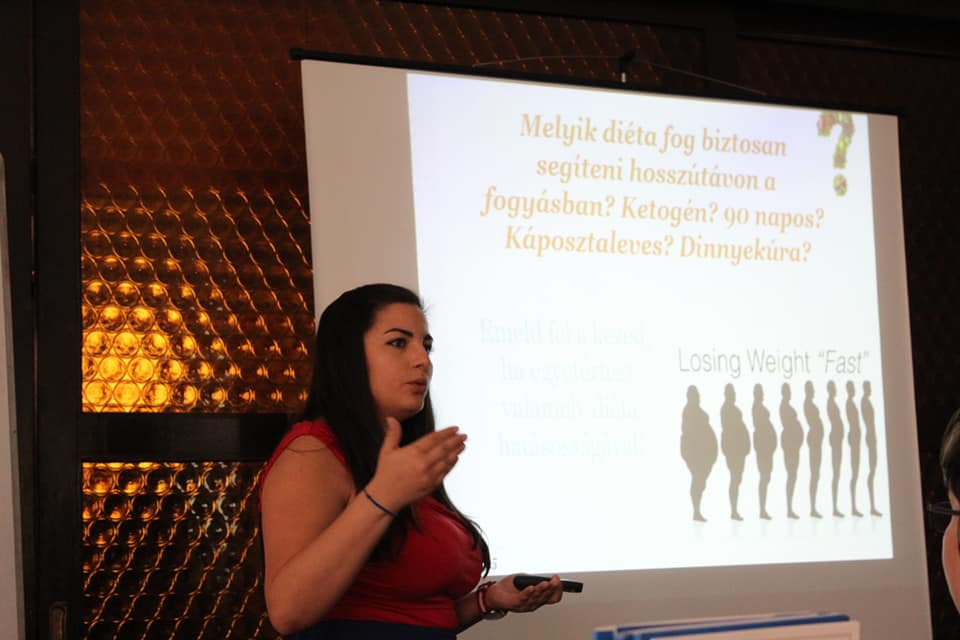 Melyik diéta fog biztosan
segíteni hosszútávon a
fogyásban? Ketogén? 90 napos?
Káposztaleves? Dinnyekúra?
Emeld fel a kezed,
ha egyetértesz
valamely diéta
hatásosságával!
Losing Weight “Fast”